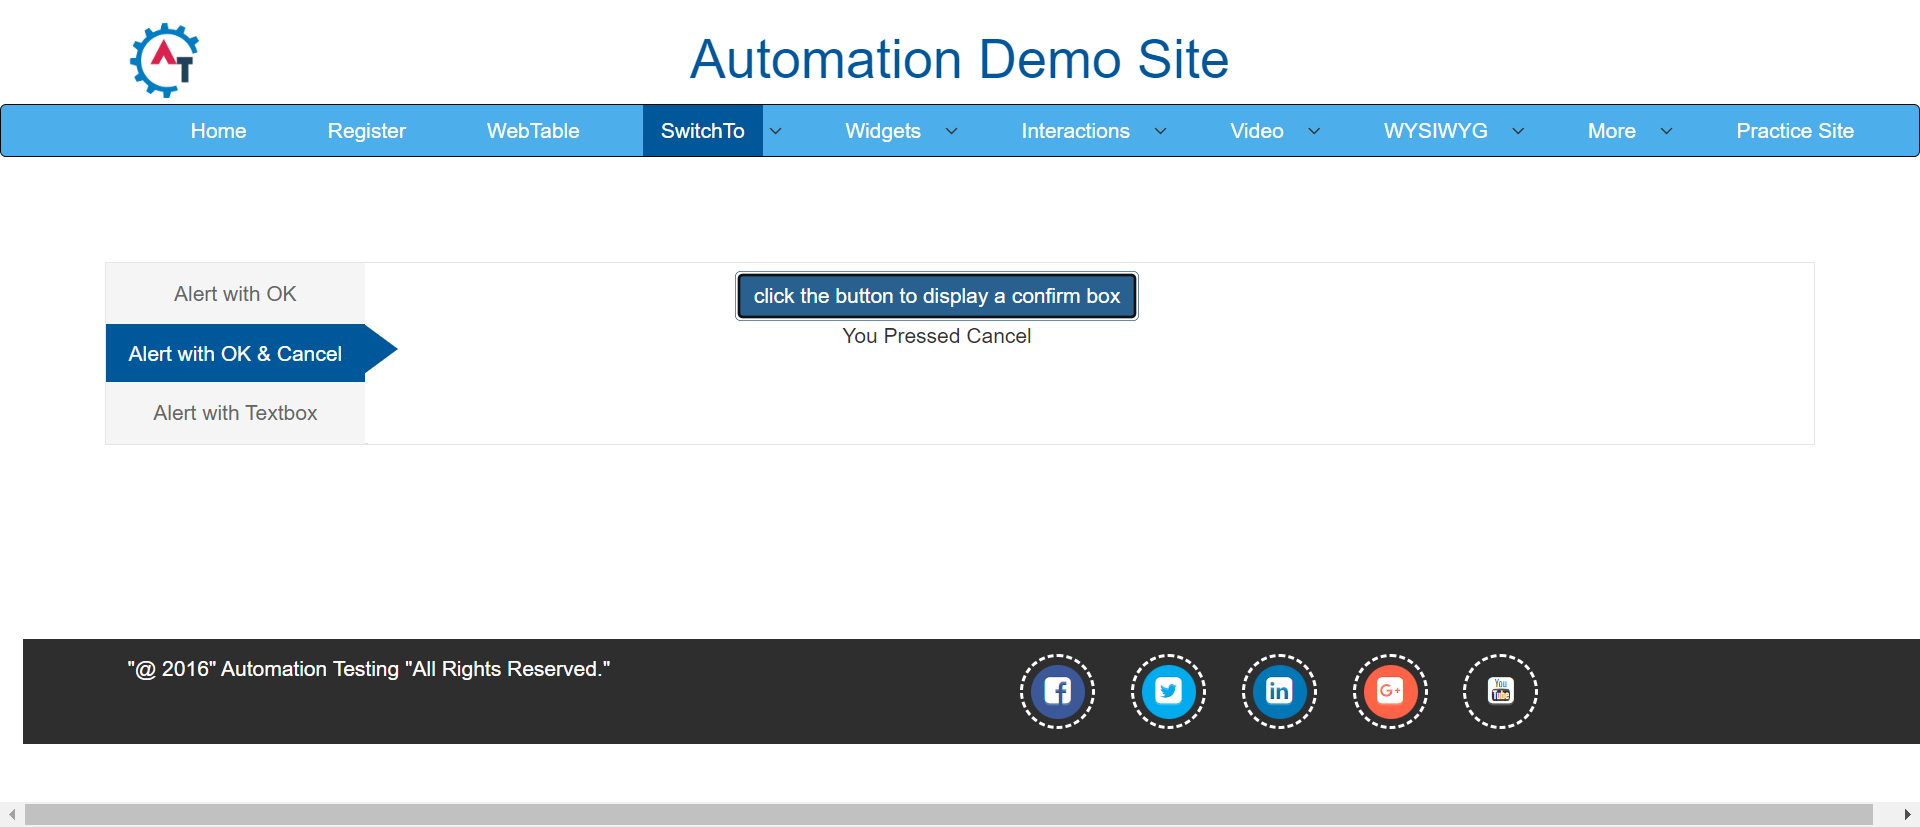 AT
Automation Demo Site
Home Register WebTable SwitchTo Widgets Interactions Video WYSIWYG More Practice Site
Alert with OK
Alert with OK & Cancel
Alert with Textbox
click the button to display a confirm box
You Pressed Cancel
"@ 2016" Automation Testing "All Rights Reserved."
f in G+ You Tube